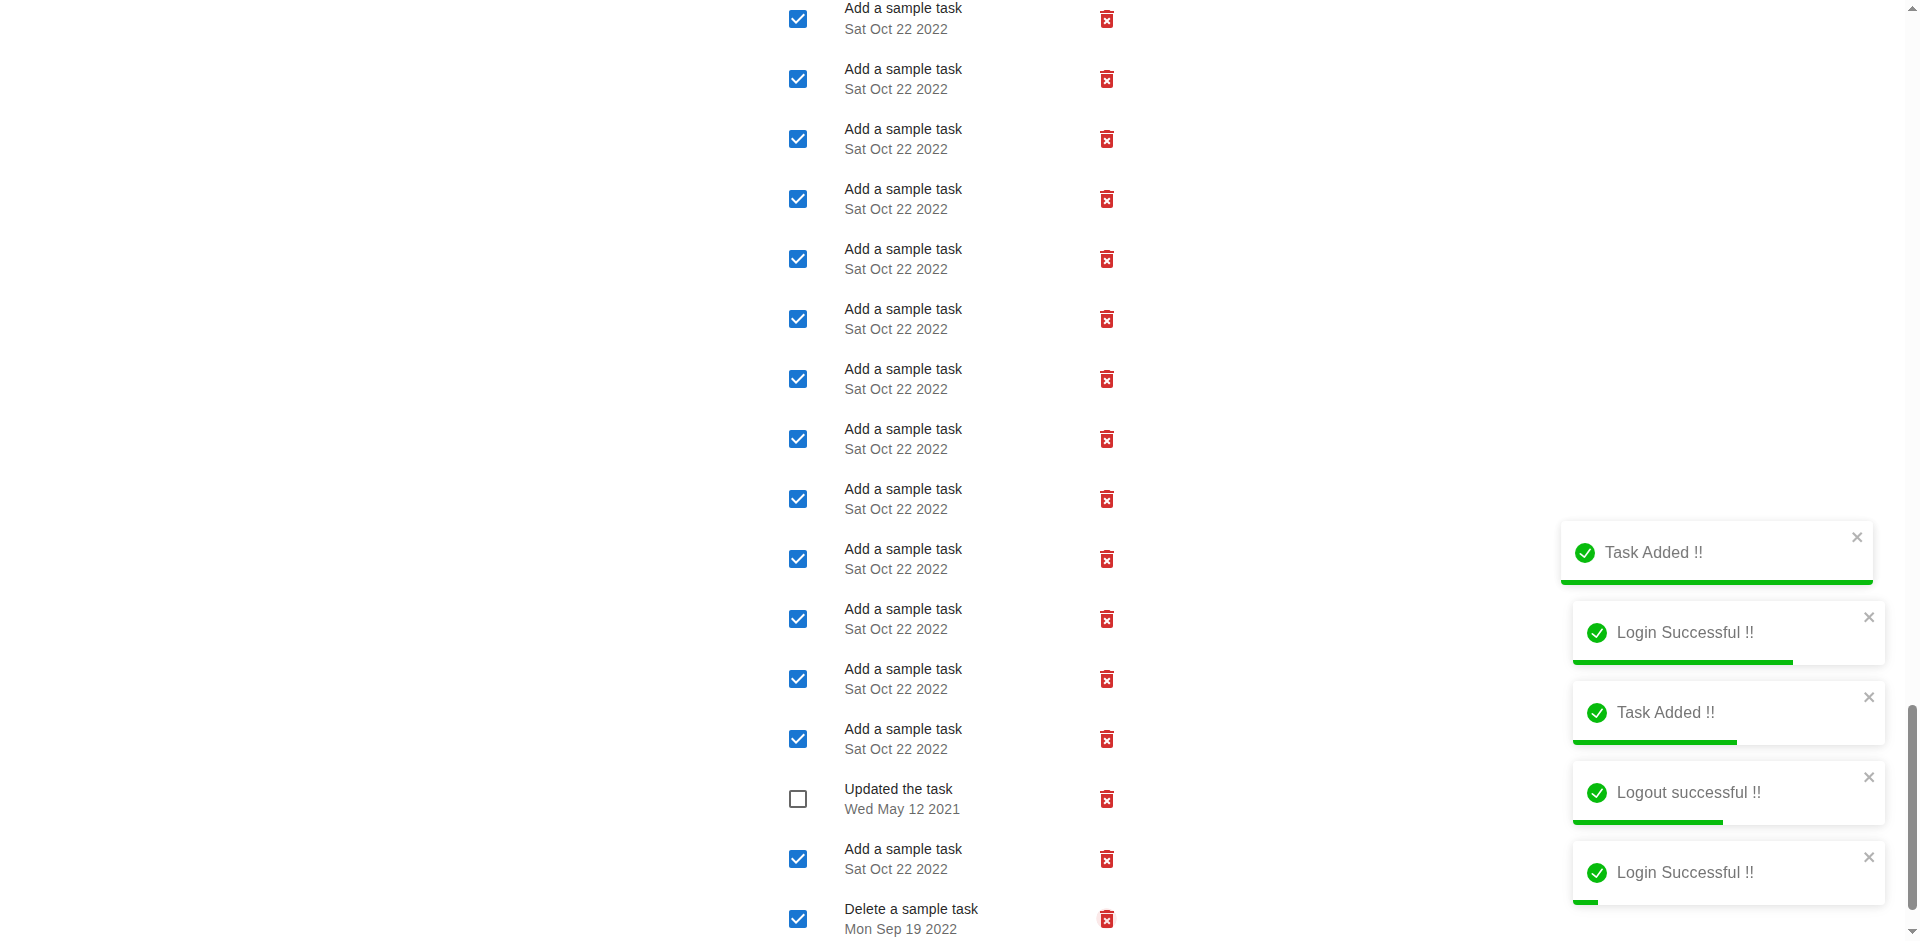 Add a sample task
Sat Oct 22 2022
Add a sample task
Sat Oct 22 2022
Add a sample task
Sat Oct 22 2022
Add a sample task
Sat Oct 22 2022
Add a sample task
Sat Oct 22 2022
Add a sample task
Sat Oct 22 2022
Add a sample task
Sat Oct 22 2022
Add a sample task
Sat Oct 22 2022
Add a sample task
Sat Oct 22 2022
Add a sample task
Sat Oct 22 2022
Add a sample task
Sat Oct 22 2022
Add a sample task
Sat Oct 22 2022
Add a sample task
Sat Oct 22 2022
Updated the task
Wed May 12 2021
Add a sample task
Sat Oct 22 2022
Delete a sample task
Mon Sep 19 2022
Task Added !!
Login Successful !!
Task Added !!
Logout successful !!
Login Successful !!